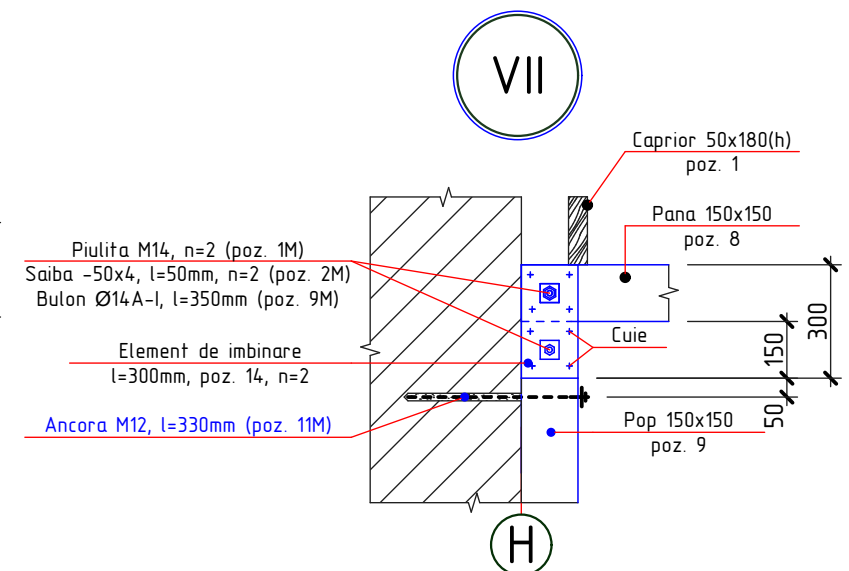 VII
Caprior 50x180(h)
poz. 1
Pana 150x150
poz. 8
Piulita M14, n=2 (poz. 1M)
Saiba -50x4, l=50mm, n=2 (poz. 2M)
Bulon Ø14A-I, l=350mm (poz. 9M)
Cuie
300
150
50
Element de imbinare
l=300mm, poz. 14, n=2
Ancora M12, l=330mm (poz. 11M)
Pop 150x150
poz. 9
H